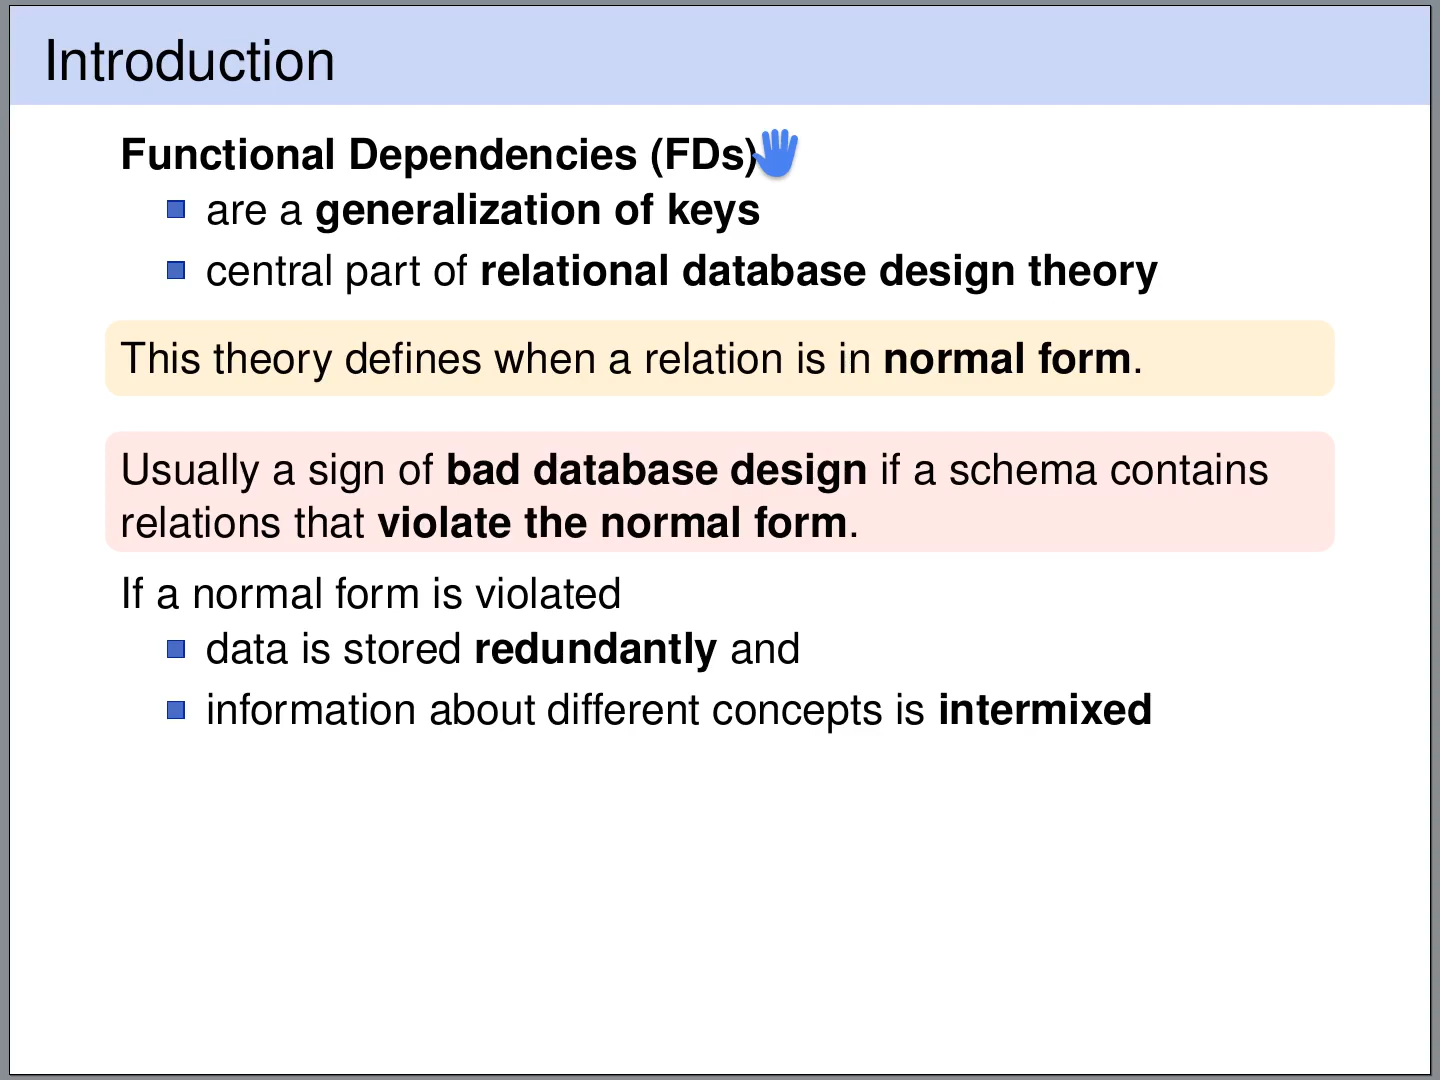 Introduction
Functional Dependencies (FDs)
are a generalization of keys
central part of relational database design theory
This theory defines when a relation is in normal form.
Usually a sign of bad database design if a schema contains
relations that violate the normal form.
If a normal form is violated
data is stored redundantly and
information about different concepts is intermixed